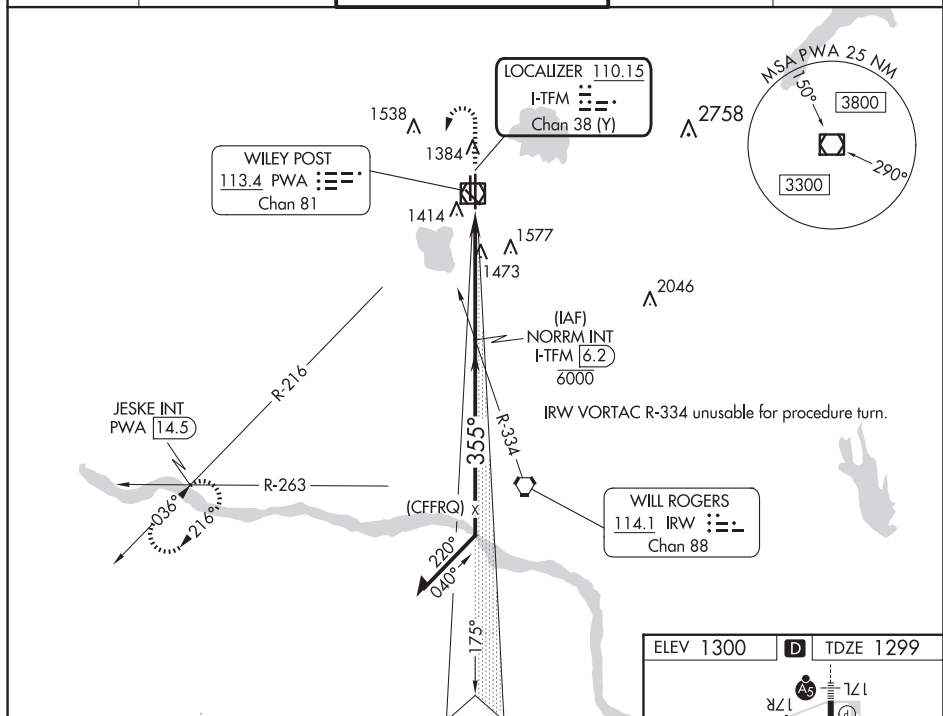 MSA PWA 25 NM
150°
3800
290°
3300
LOCALIZER 110.15
I-TFM
Chan 38 (Y)
1538
2758
1384
WILEY POST
113.4 PWA
Chan 81
1414
1577
1473
2046
(IAF)
NORRM INT
I-TFM 6.2
6000
R-216
IRW VORTAC R-334 unusable for procedure turn.
JESKE INT
PWA 14.5
R-334
355°
R-263
036°
216°
(CFFRQ) x
WILL ROGERS
114.1 IRW
Chan 88
220°
040°
175°
ELEV 1300 D TDZE 1299
A5
17L
17R
P